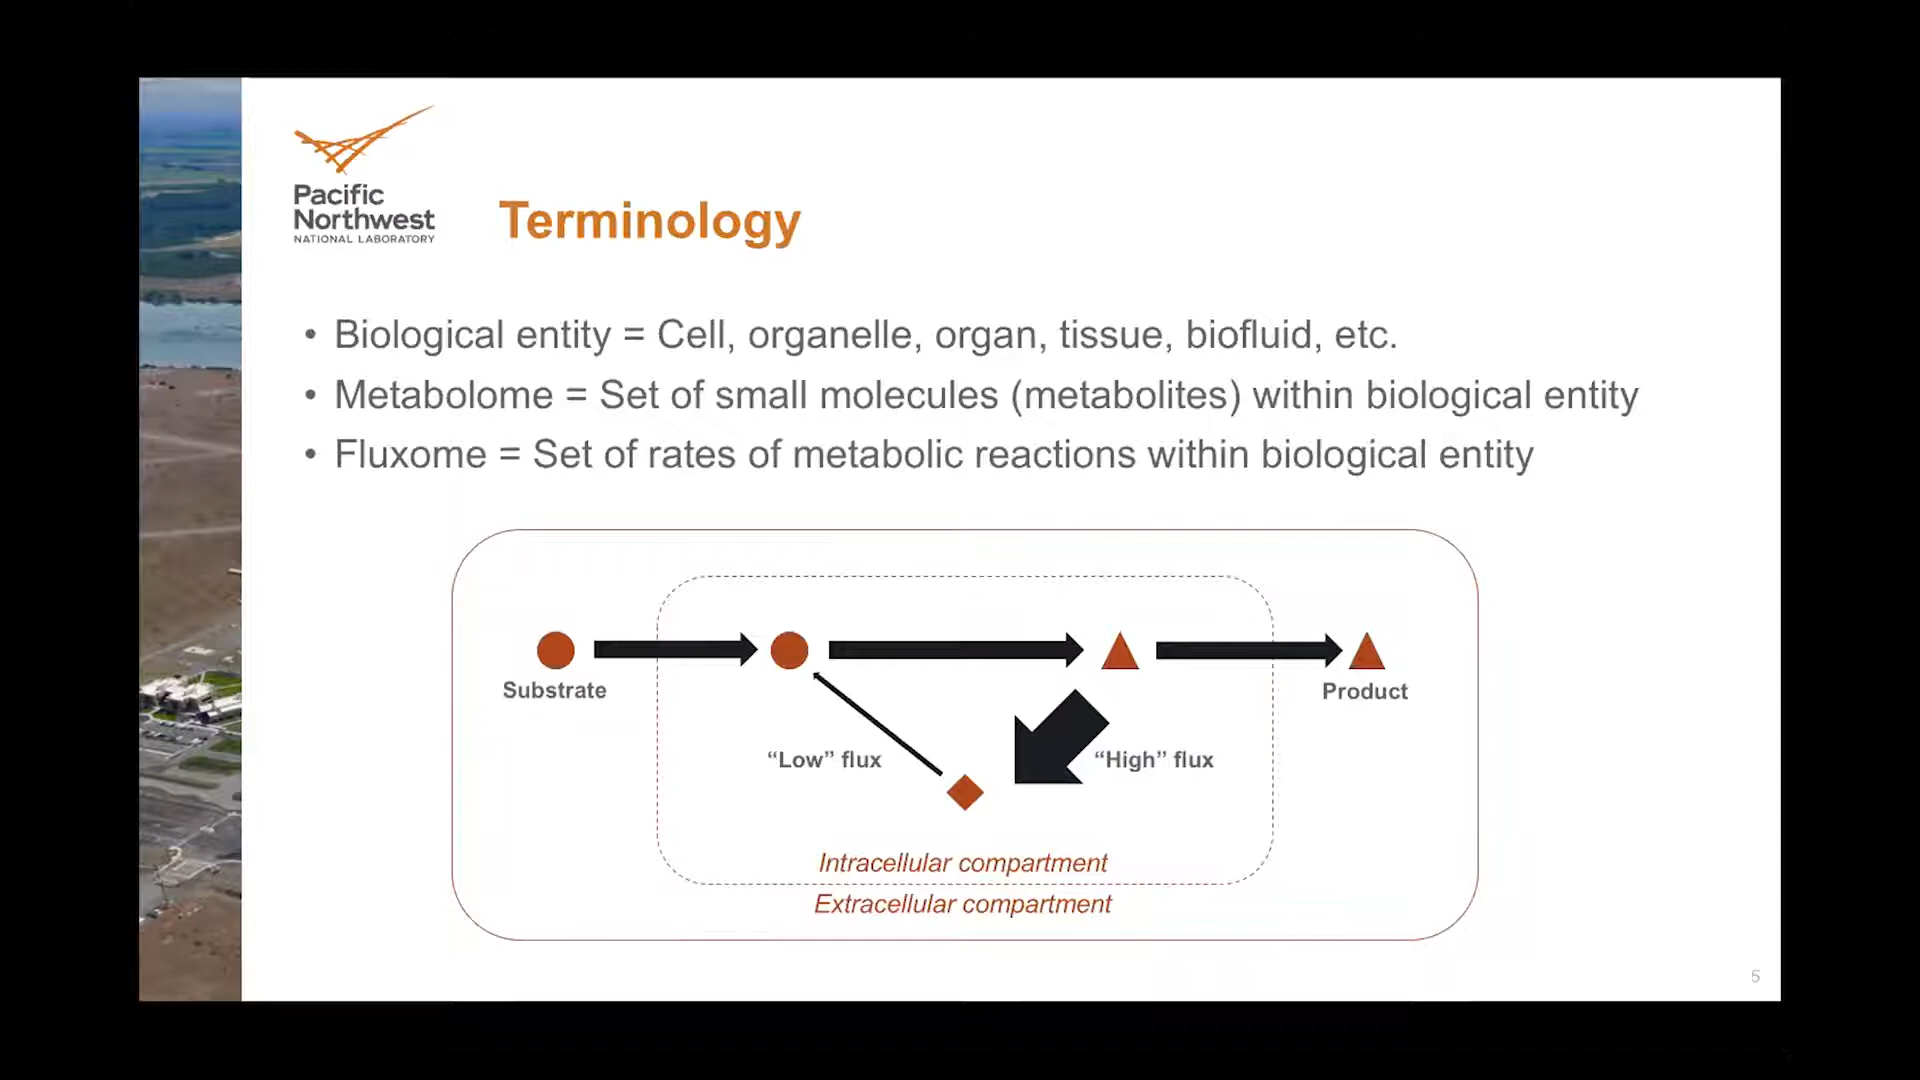 Pacific
Northwest
NATIONAL LABORATORY
Terminology
• Biological entity = Cell, organelle, organ, tissue, biofluid, etc.
• Metabolome = Set of small molecules (metabolites) within biological entity
• Fluxome = Set of rates of metabolic reactions within biological entity
Substrate
Product
“Low” flux
“High” flux
Intracellular compartment
Extracellular compartment
5